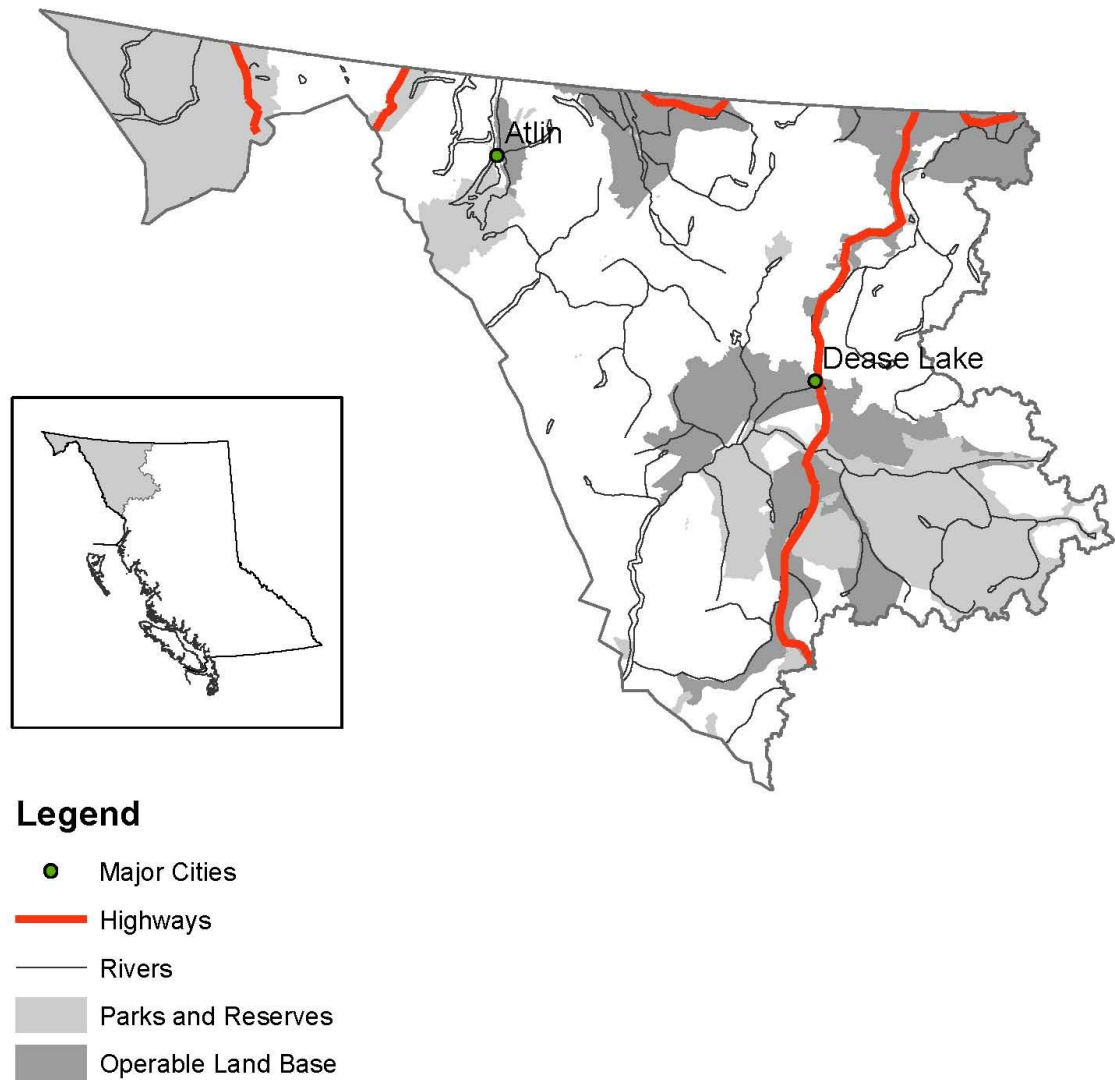 Atlin
Dease Lake
Legend
Major Cities
Highways
Rivers
Parks and Reserves
Operable Land Base